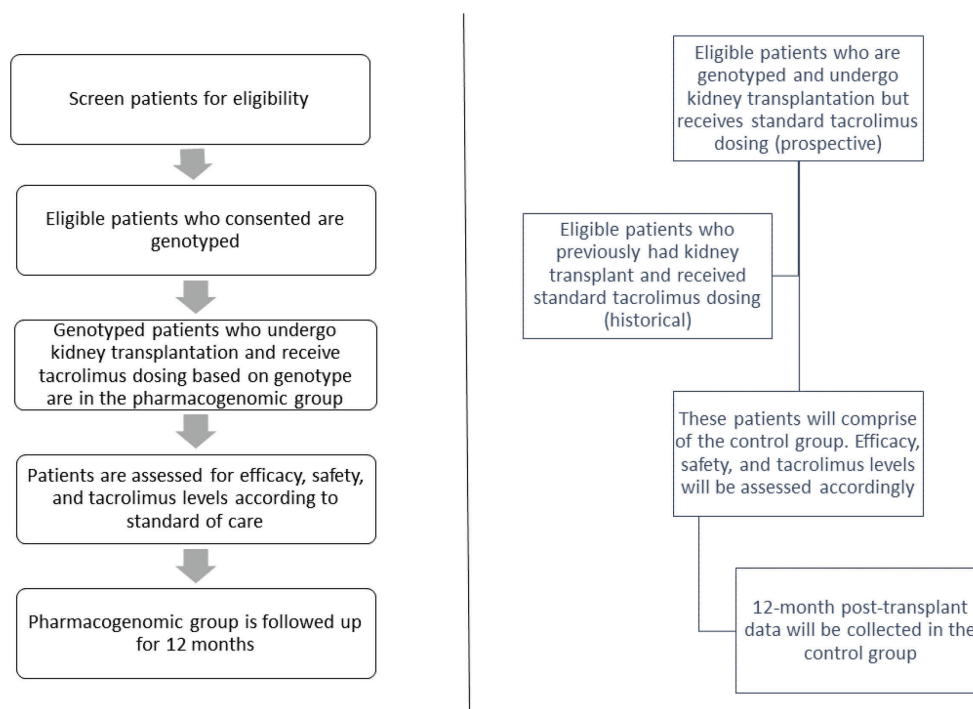 Screen patients for eligibility
Eligible patients who consented are
genotyped
Genotyped patients who undergo
kidney transplantation and receive
tacrolimus dosing based on genotype
are in the pharmacogenomic group
Patients are assessed for efficacy, safety,
and tacrolimus levels according to
standard of care
Pharmacogenomic group is followed up
for 12 months
Eligible patients who are
genotyped and undergo
kidney transplantation but
receives standard tacrolimus
dosing (prospective)
Eligible patients who
previously had kidney
transplant and received
standard tacrolimus dosing
(historical)
These patients will comprise
of the control group. Efficacy,
safety, and tacrolimus levels
will be assessed accordingly
12-month post-transplant
data will be collected in the
control group